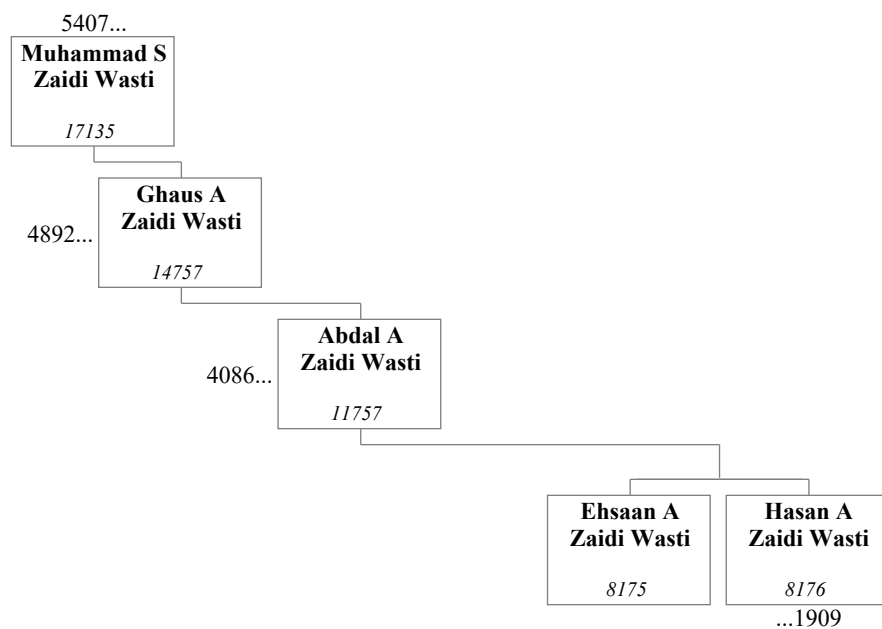 5407...
Muhammad S
Zaidi Wasti
17135
Ghaus A
Zaidi Wasti
4892...
14757
Abdal A
Zaidi Wasti
4086...
11757
Ehsaan A
Zaidi Wasti
8175
Hasan A
Zaidi Wasti
8176
...1909